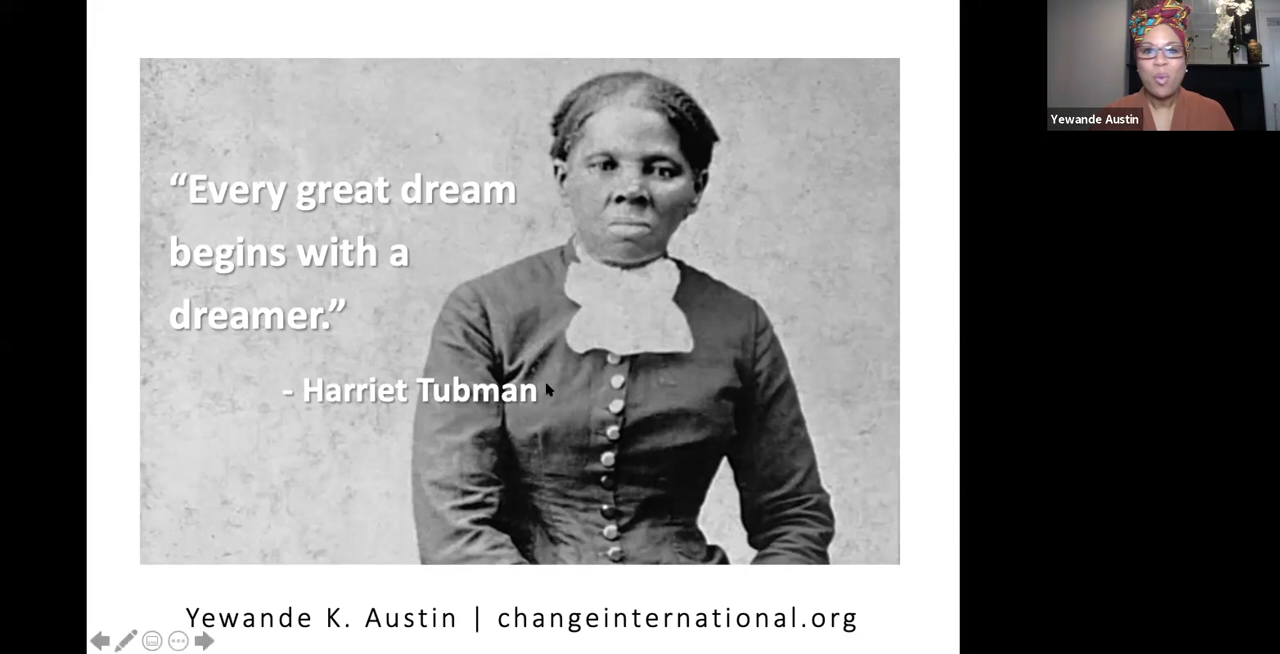 “Every great dream
begins with a
dreamer.”
- Harriet Tubman
Yewande K. Austin | changeinternational.org
Yewande Austin